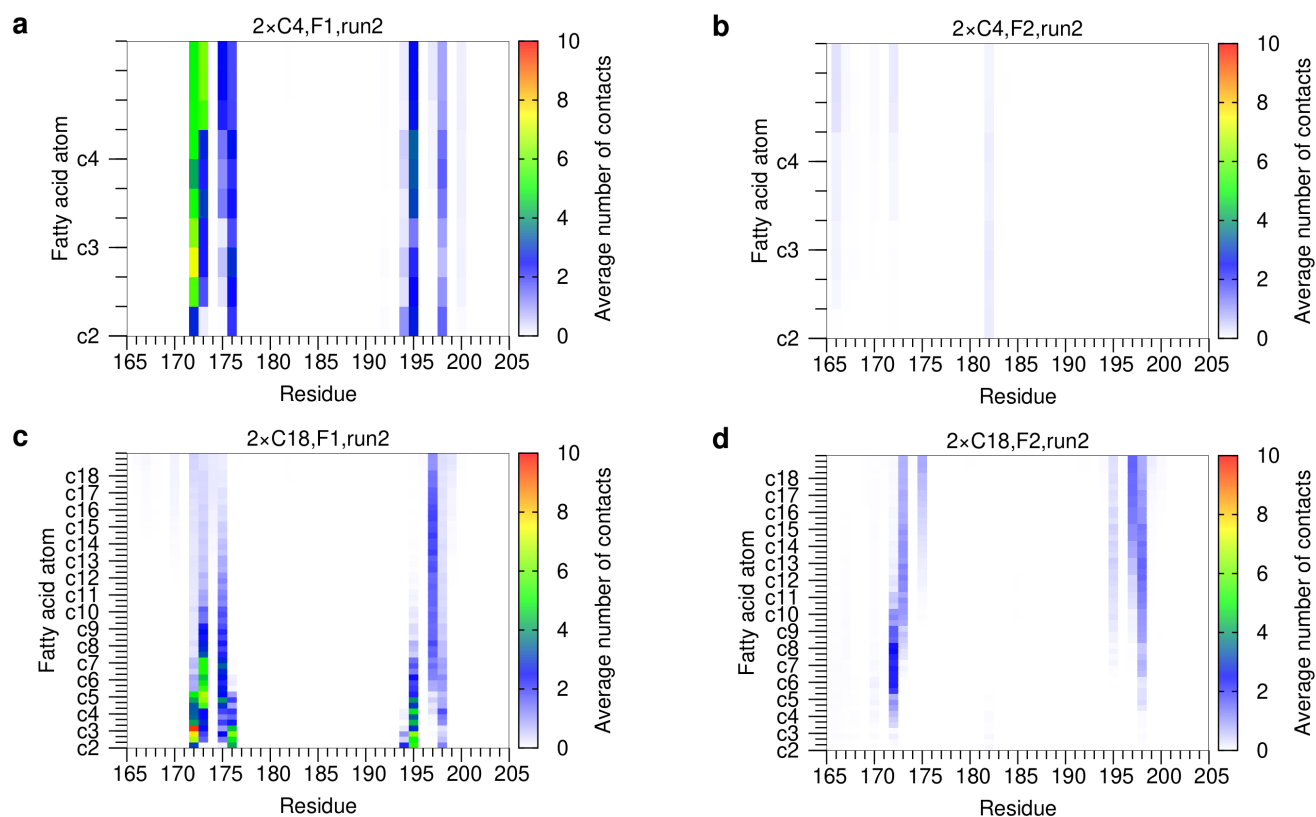 a
2×C4,F1,run2
Fatty acid atom
c4
c3
c2
165 170 175 180 185 190 195 200 205
Residue
10
8
6
4
2
0
Average number of contacts
b
2×C4,F2,run2
Fatty acid atom
c4
c3
c2
165 170 175 180 185 190 195 200 205
Residue
10
8
6
4
2
0
Average number of contacts
c
2×C18,F1,run2
Fatty acid atom
c18
c17
c16
c15
c14
c13
c12
c11
c10
c9
c8
c7
c6
c5
c4
c3
c2
165 170 175 180 185 190 195 200 205
Residue
10
8
6
4
2
0
Average number of contacts
d
2×C18,F2,run2
Fatty acid atom
c18
c17
c16
c15
c14
c13
c12
c11
c10
c9
c8
c7
c6
c5
c4
c3
c2
165 170 175 180 185 190 195 200 205
Residue
10
8
6
4
2
0
Average number of contacts